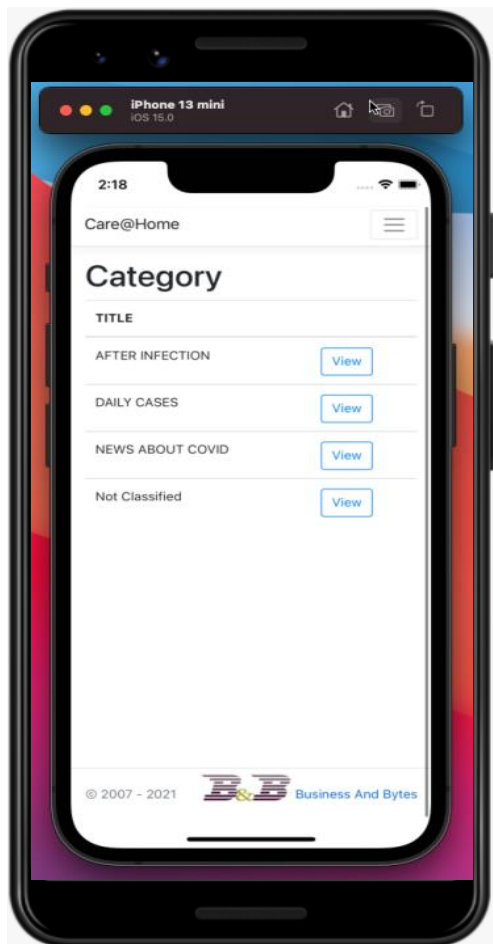 iPhone 13 mini
iOS 15.0
2:18
Care@Home
Category
TITLE
AFTER INFECTION View
DAILY CASES View
NEWS ABOUT COVID View
Not Classified View
© 2007 - 2021 B&B Business And Bytes